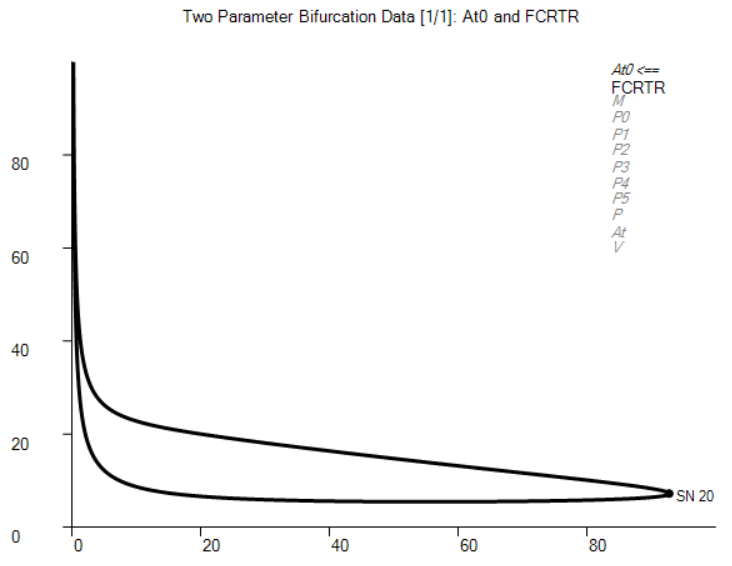 Two Parameter Bifurcation Data [1/1]: At0 and FCRTR
At0 <==
FCRTR
M
P0
P1
P2
P3
P4
P5
P
At
V
80
60
40
20
0
SN 20
0 20 40 60 80